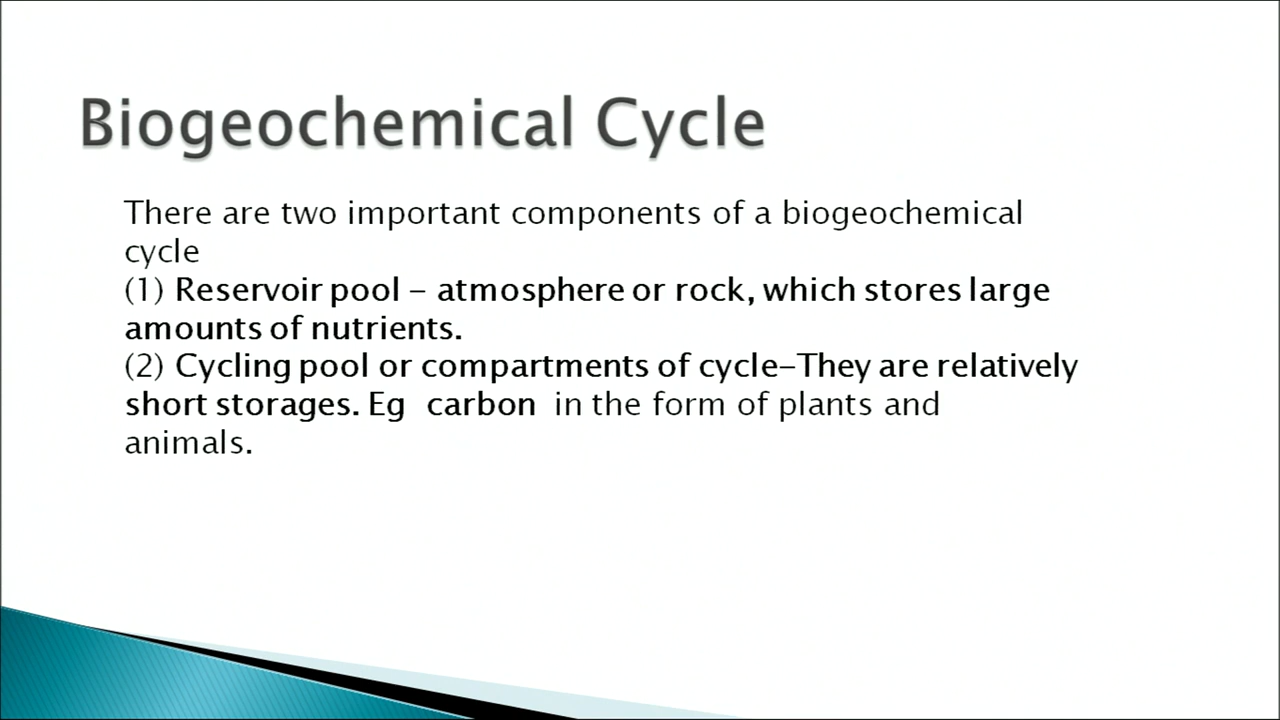 Biogeochemical Cycle
There are two important components of a biogeochemical
cycle
(1) Reservoir pool – atmosphere or rock, which stores large
amounts of nutrients.
(2) Cycling pool or compartments of cycle–They are relatively
short storages. Eg carbon in the form of plants and
animals.